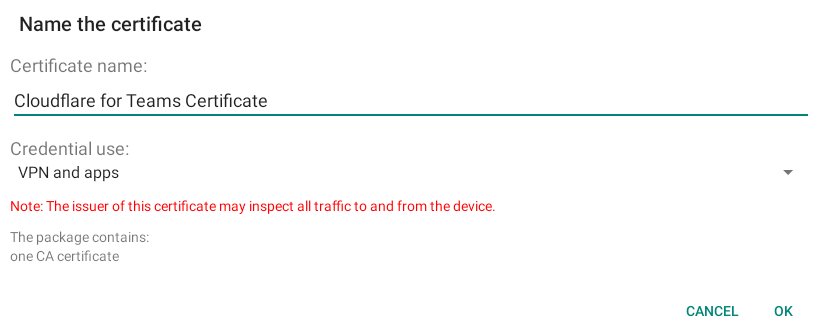 Name the certificate
Certificate name:
Cloudflare for Teams Certificate
Credential use:
VPN and apps
Note: The issuer of this certificate may inspect all traffic to and from the device.
The package contains:
one CA certificate
CANCEL OK